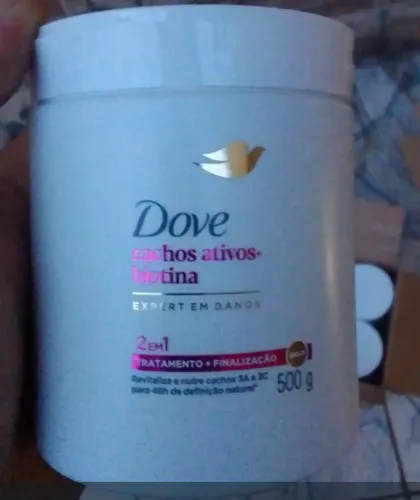 Dove
cachos ativos+
biotina
EXPERT EM DANOS
2EM1
TRATAMENTO + FINALIZAÇÃO
Revitaliza e nutre cachos 3A a 3C
para 48h de definição natural*
500 g